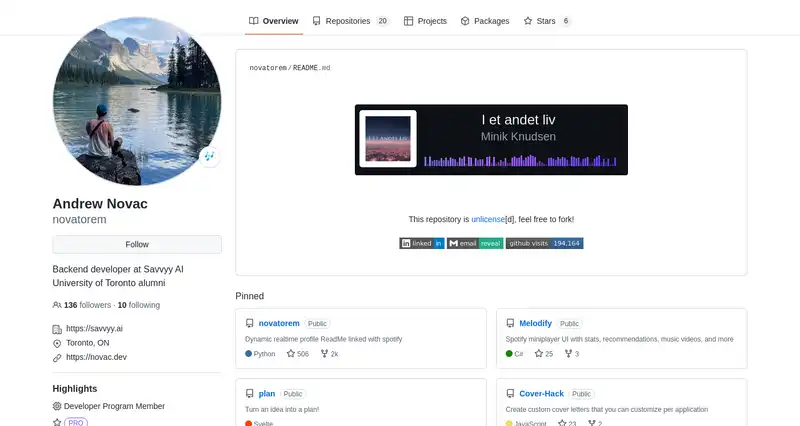 Overview Repositories 20 Projects Packages Stars 6
novatorem/README.md
I et andet liv
Minik Knudsen
This repository is unlicense[d], feel free to fork!
linked in email reveal github visits 194,164
Andrew Novac
novatorem
Follow
Backend developer at Savvyy AI
University of Toronto alumni
136 followers · 10 following
https://savvyy.ai
Toronto, ON
https://novac.dev
Highlights
Developer Program Member
PRO
Pinned
novatorem Public
Dynamic realtime profile ReadMe linked with spotify
Python 506 2k
Melodify Public
Spotify miniplayer UI with stats, recommendations, music videos, and more
C# 25 3
plan Public
Turn an idea into a plan!
Svelte
Cover-Hack Public
Create custom cover letters that you can customize per application
JavaScript 23 2